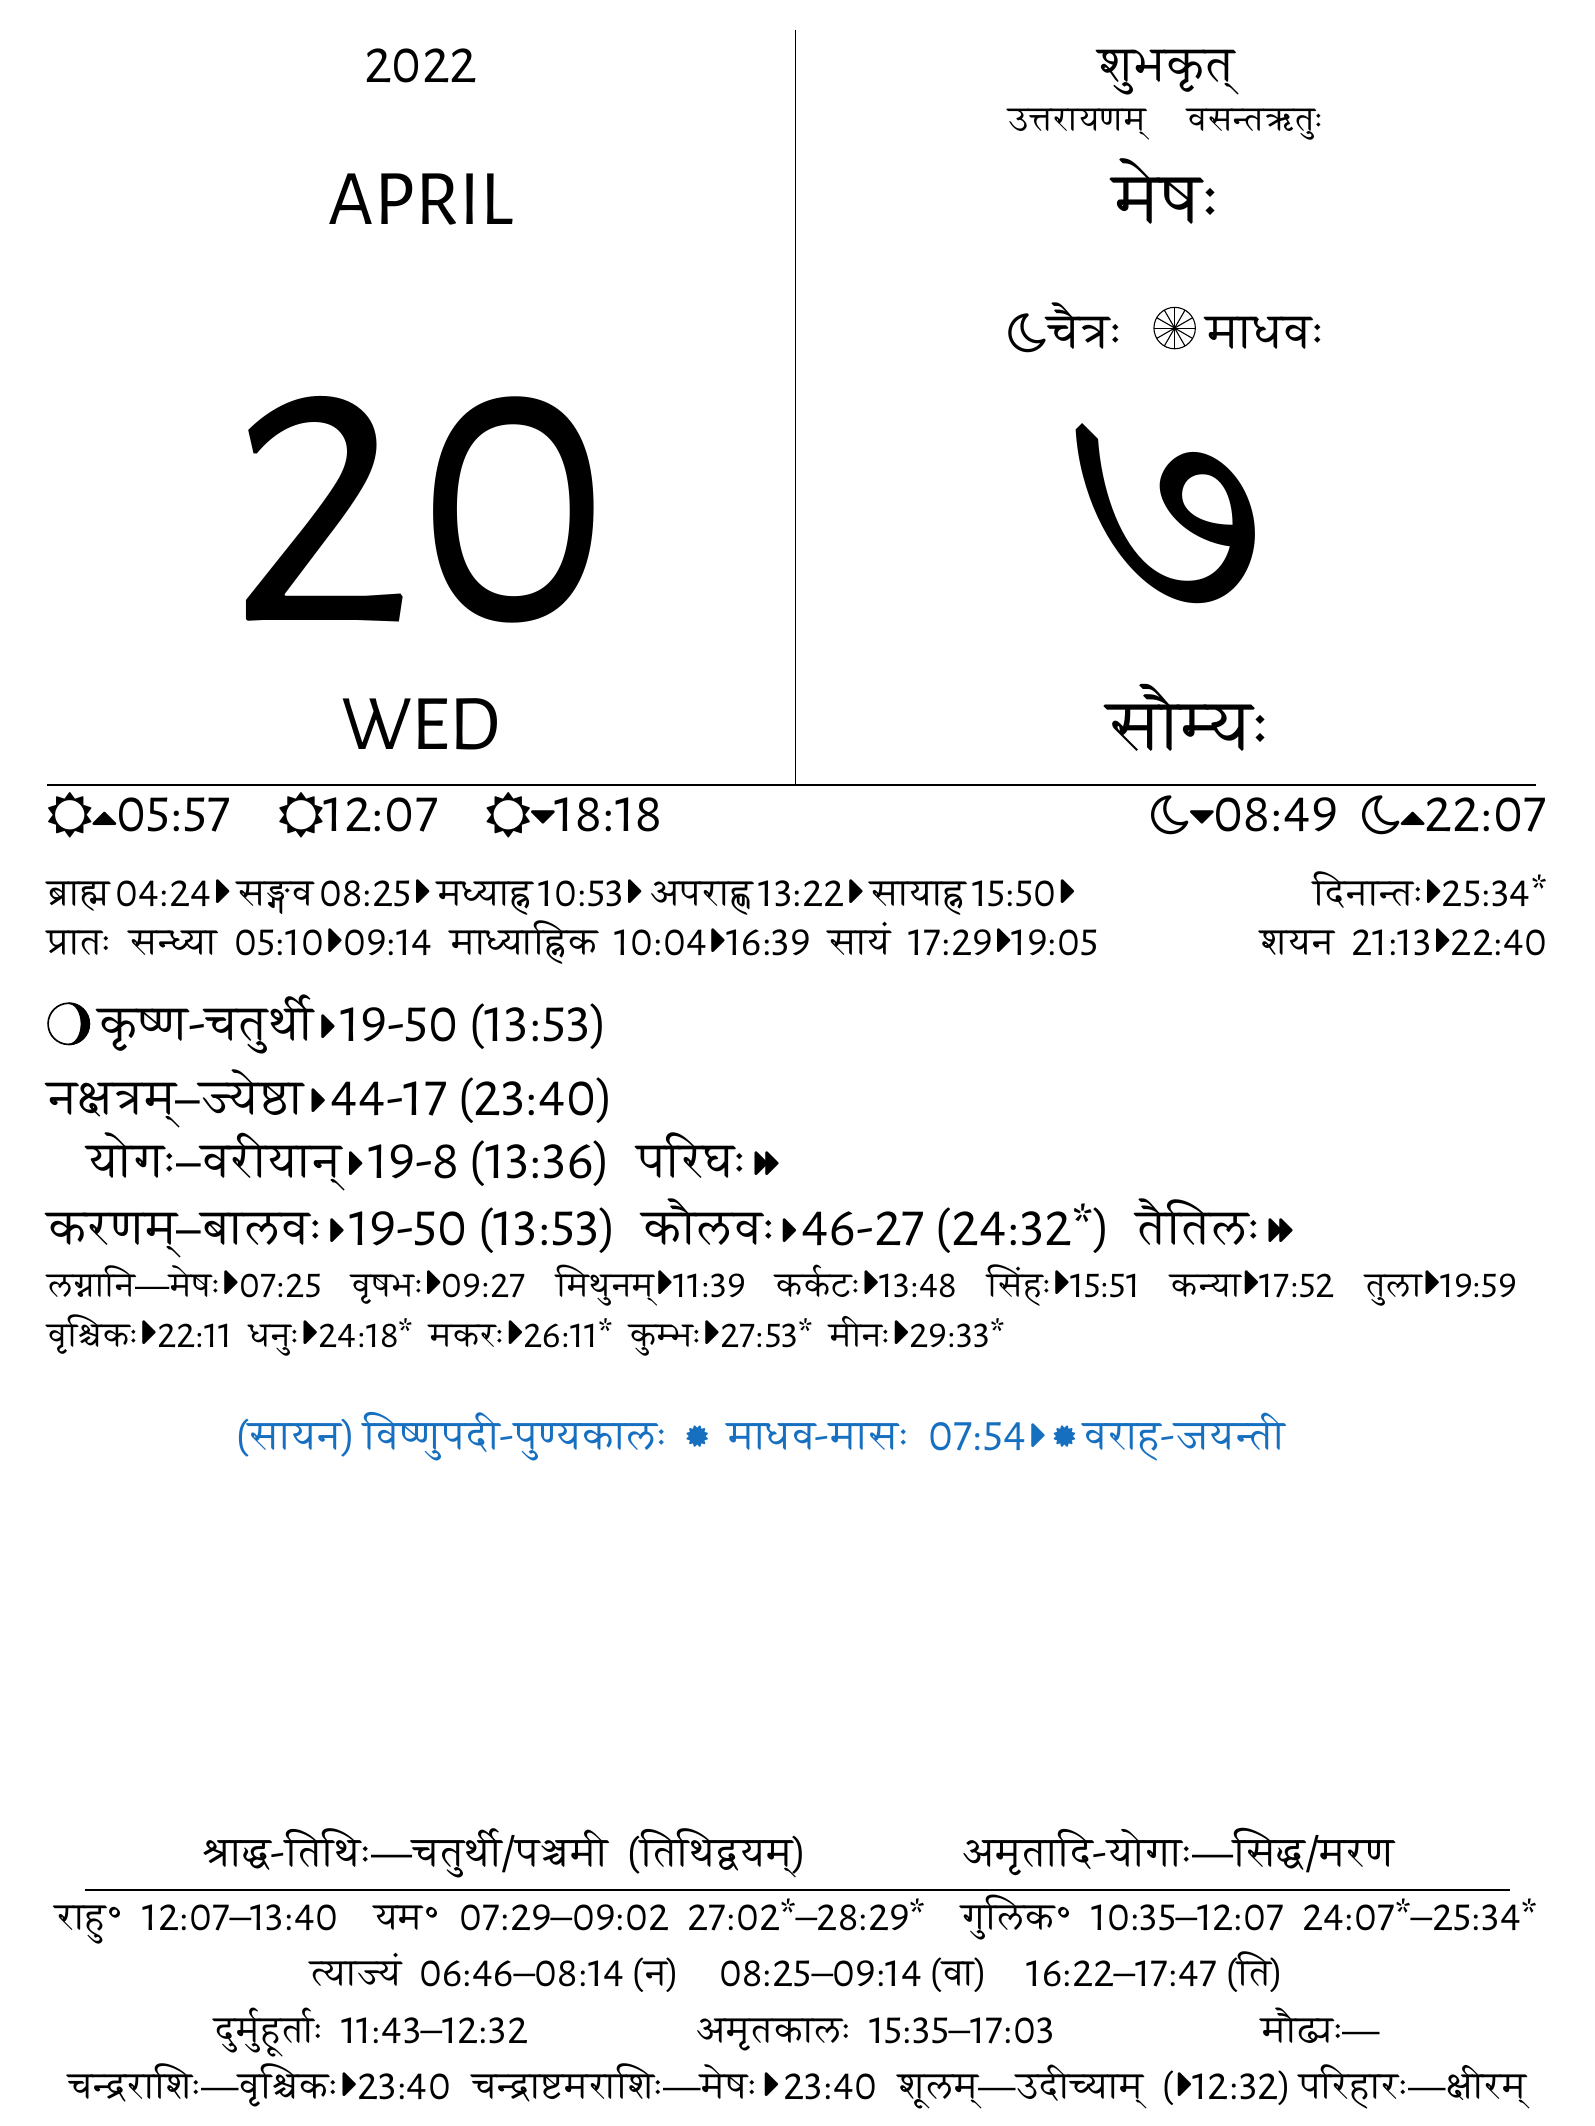 2022
APRIL
20
WED
शुभकृत्
उत्तरायणम् वसन्तऋतुः
मेषः
चैत्रः माधवः
७
सौम्यः
05:57 12:07 18:18 08:49 22:07
ब्राह्म 04:24 सङ्गव 08:25 मध्याह्न 10:53 अपराह्ण 13:22 सायाह्न 15:50 दिनान्तः 25:34*
प्रातः सन्ध्या 05:10 09:14 माध्याह्निक 10:04 16:39 सायं 17:29 19:05 शयन 21:13 22:40
कृष्ण-चतुर्थी 19-50 (13:53)
नक्षत्रम्–ज्येष्ठा 44-17 (23:40)
योगः–वरीयान् 19-8 (13:36) परिघः
करणम्–बालवः 19-50 (13:53) कौलवः 46-27 (24:32*) तैतिलः
लग्नानि—मेषः 07:25 वृषभः 09:27 मिथुनम् 11:39 कर्कटः 13:48 सिंहः 15:51 कन्या 17:52 तुला 19:59
वृश्चिकः 22:11 धनुः 24:18* मकरः 26:11* कुम्भः 27:53* मीनः 29:33*
(सायन) विष्णुपदी-पुण्यकालः माधव-मासः 07:54 वराह-जयन्ती
श्राद्ध-तिथिः—चतुर्थी/पञ्चमी (तिथिद्वयम्) अमृतादि-योगाः—सिद्ध/मरण
राहु॰ 12:07–13:40 यम॰ 07:29–09:02 27:02*–28:29* गुलिक॰ 10:35–12:07 24:07*–25:34*
त्याज्यं 06:46–08:14 (न) 08:25–09:14 (वा) 16:22–17:47 (ति)
दुर्मुहूर्ताः 11:43–12:32 अमृतकालः 15:35–17:03 मौढ्यः—
चन्द्रराशिः—वृश्चिकः 23:40 चन्द्राष्टमराशिः—मेषः 23:40 शूलम्—उदीच्याम् (12:32) परिहारः—क्षीरम्